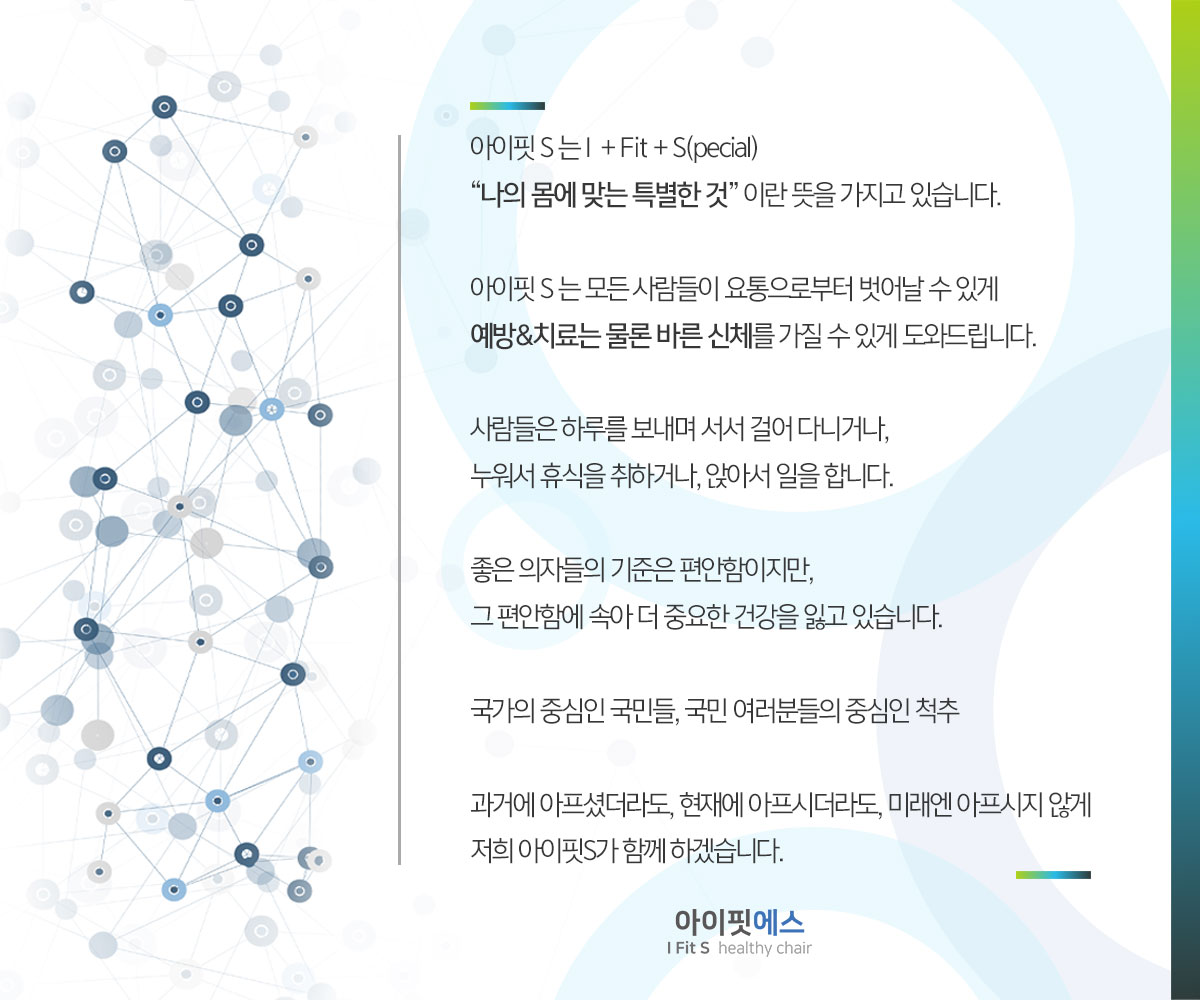 아이핏 S 는 I + Fit + S(pecial)
“나의 몸에 맞는 특별한 것” 이란 뜻을 가지고 있습니다.
아이핏 S 는 모든 사람들이 요통으로부터 벗어날 수 있게
예방&치료는 물론 바른 신체를 가질 수 있게 도와드립니다.
사람들은 하루를 보내며 서서 걸어 다니거나,
누워서 휴식을 취하거나, 앉아서 일을 합니다.
좋은 의자들의 기준은 편안함이지만,
그 편안함에 속아 더 중요한 건강을 잃고 있습니다.
국가의 중심인 국민들, 국민 여러분들의 중심인 척추
과거에 아프셨더라도, 현재에 아프시더라도, 미래엔 아프시지 않게
저희 아이핏S가 함께 하겠습니다.
아이핏에스
I Fit S healthy chair